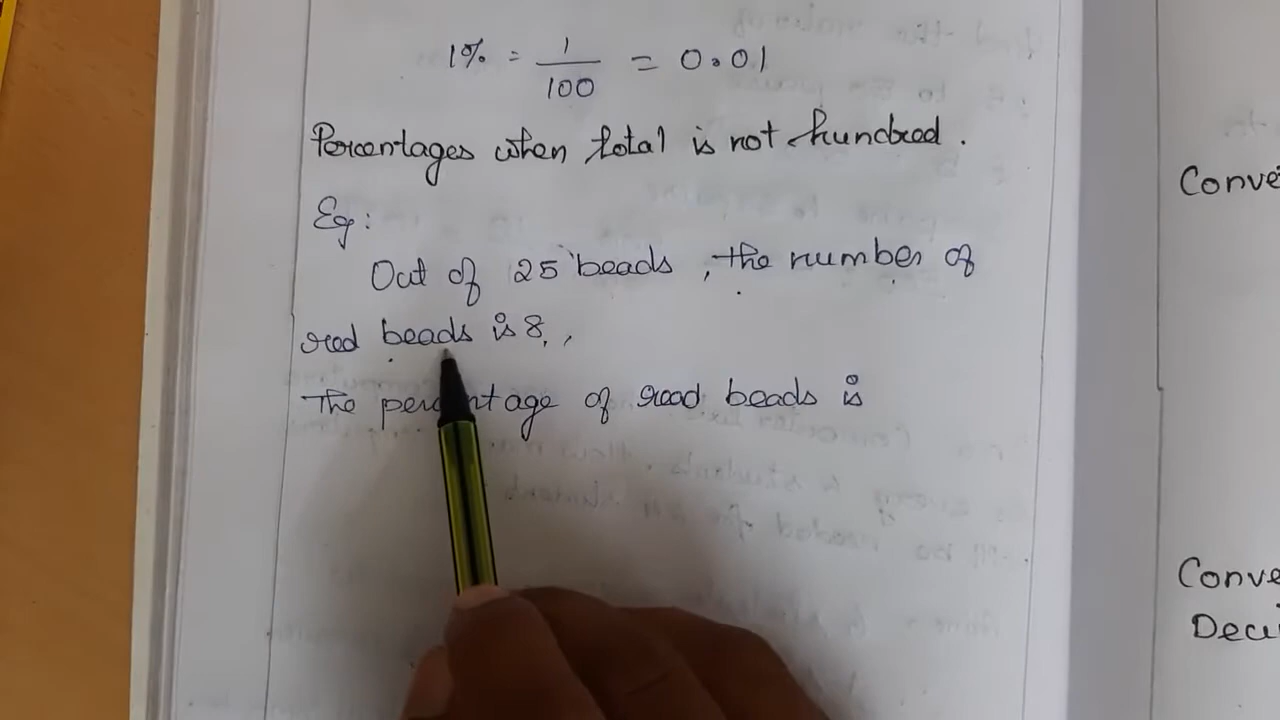 1% = 1/100 = 0.01
Percentages when total is not hundred.
Eg:
Out of 25 beads, the number of
red beads is 8,,
The percentage of red beads is
Conve
Conve
Deci